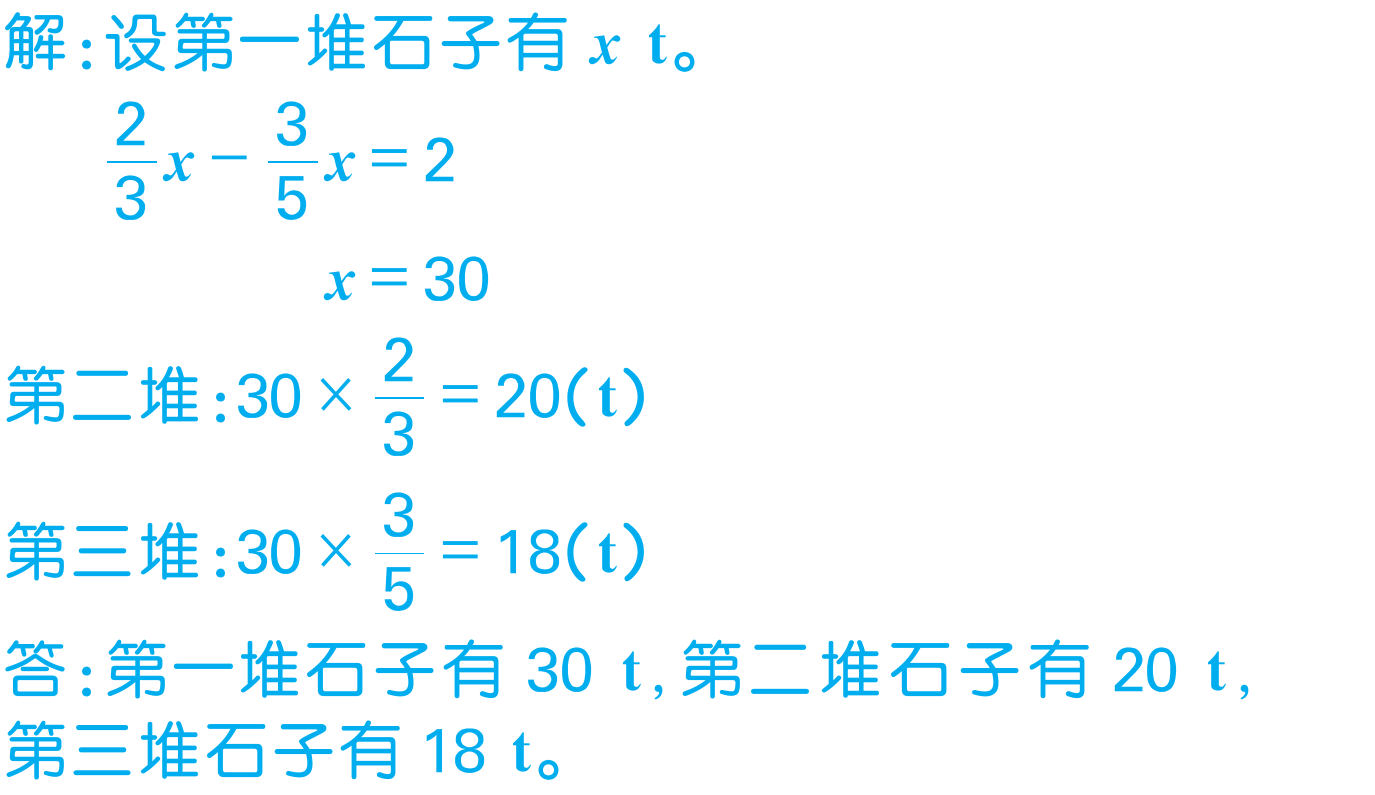 解:设第一堆石子有 x t。
2/3 x − 3/5 x = 2
x = 30
第二堆:30 × 2/3 = 20(t)
第三堆:30 × 3/5 = 18(t)
答:第一堆石子有 30 t,第二堆石子有 20 t,
第三堆石子有 18 t。